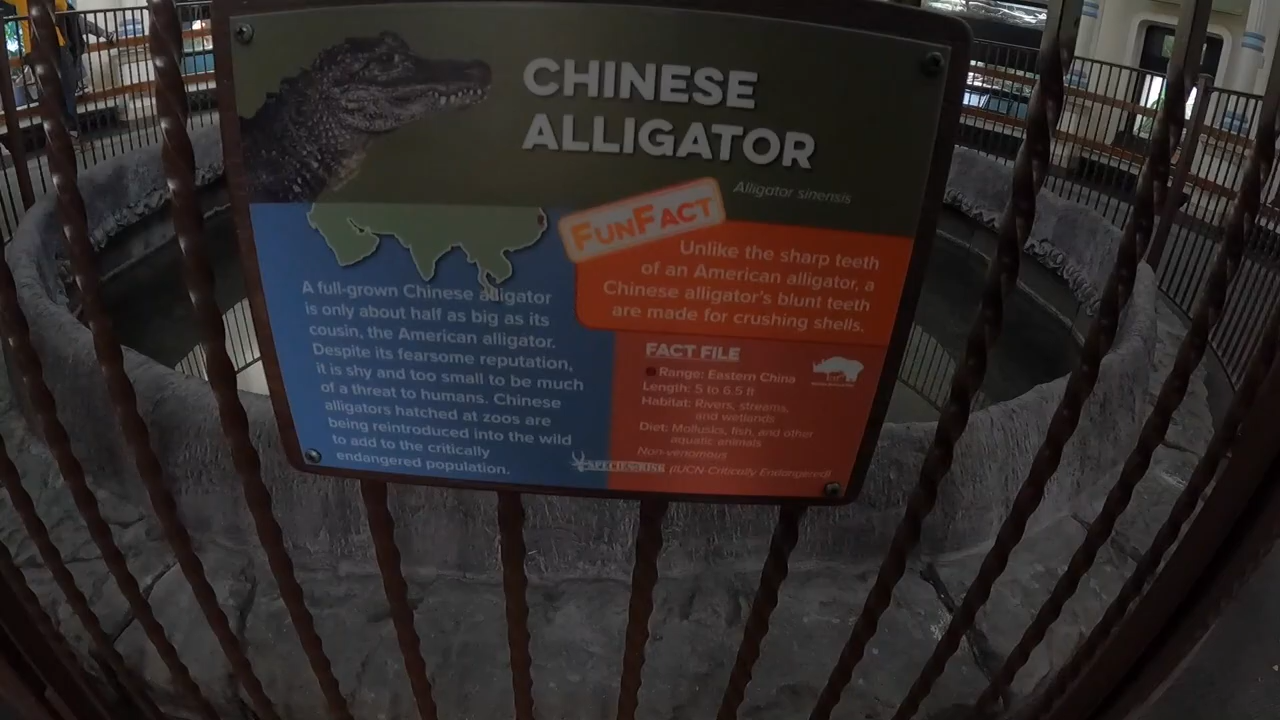 CHINESE
ALLIGATOR
Alligator sinensis
FUNFACT
Unlike the sharp teeth
of an American alligator, a
Chinese alligator's blunt teeth
are made for crushing shells.
A full-grown Chinese alligator
is only about half as big as its
cousin, the American alligator.
Despite its fearsome reputation,
it is shy and too small to be much
of a threat to humans. Chinese
alligators hatched at zoos are
being reintroduced into the wild
to add to the critically
endangered population.
FACT FILE
Range: Eastern China
Length: 5 to 6.5 ft
Habitat: Rivers, streams,
and wetlands
Diet: Mollusks, fish, and other
aquatic animals
Non-venomous
(IUCN-Critically Endangered)